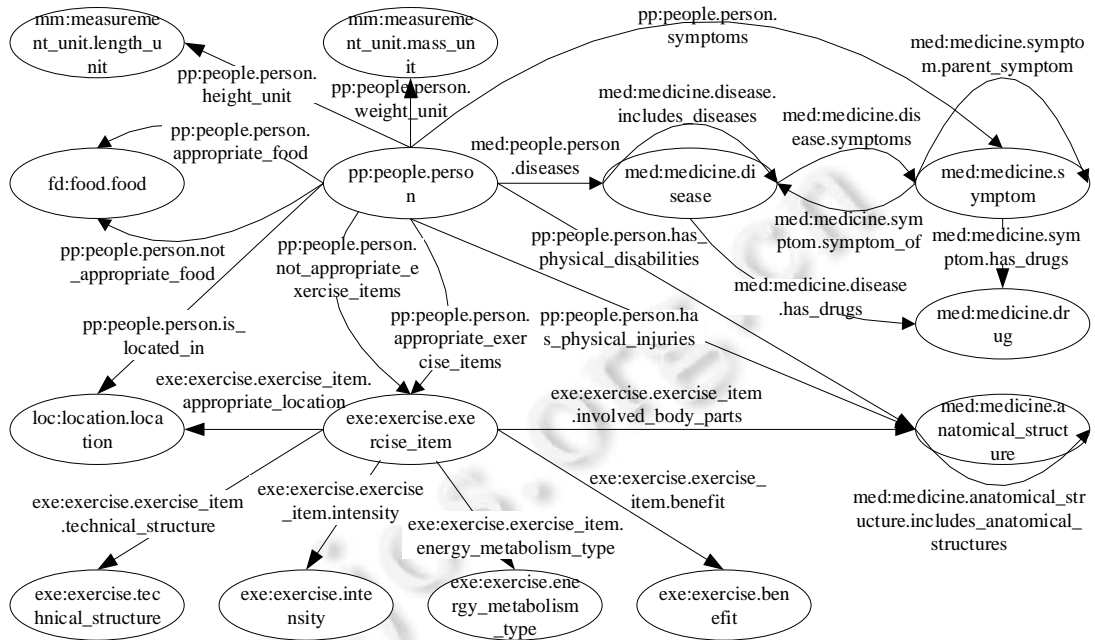 mm:measureme
nt_unit.length_u
nit
mm:measureme
nt_unit.mass_un
it
pp:people.person.
symptoms
med:medicine.sympto
m.parent_symptom
pp:people.person.
height_unit
pp:people.person.
weight_unit
med:medicine.disease.
includes_diseases
med:medicine.dis
ease.symptoms
pp:people.person.
appropriate_food
med:people.person
.diseases
fd:food.food
pp:people.perso
n
med:medicine.di
sease
med:medicine.s
ymptom
pp:people.person.not
_appropriate_food
pp:people.person.
not_appropriate_e
xercise_items
pp:people.person.has_
physical_disabilities
med:medicine.sym
ptom.symptom_of
med:medicine.sym
ptom.has_drugs
med:medicine.disease
.has_drugs
med:medicine.dr
ug
pp:people.person.is_
located_in
pp:people.person.
appropriate_exer
cise_items
pp:people.person.ha
s_physical_injuries
exe:exercise.exercise_item.
appropriate_location
exe:exercise.exercise_item
.involved_body_parts
loc:location.loca
tion
exe:exercise.exe
rcise_item
med:medicine.a
natomical_struct
ure
exe:exercise.exercise_item
.technical_structure
exe:exercise.exercise
_item.intensity
exe:exercise.exercise_item.
energy_metabolism_type
exe:exercise.exercise_
item.benefit
med:medicine.anatomical_str
ucture.includes_anatomical_
structures
exe:exercise.tec
hnical_structure
exe:exercise.inte
nsity
exe:exercise.ene
rgy_metabolism
_type
exe:exercise.ben
efit